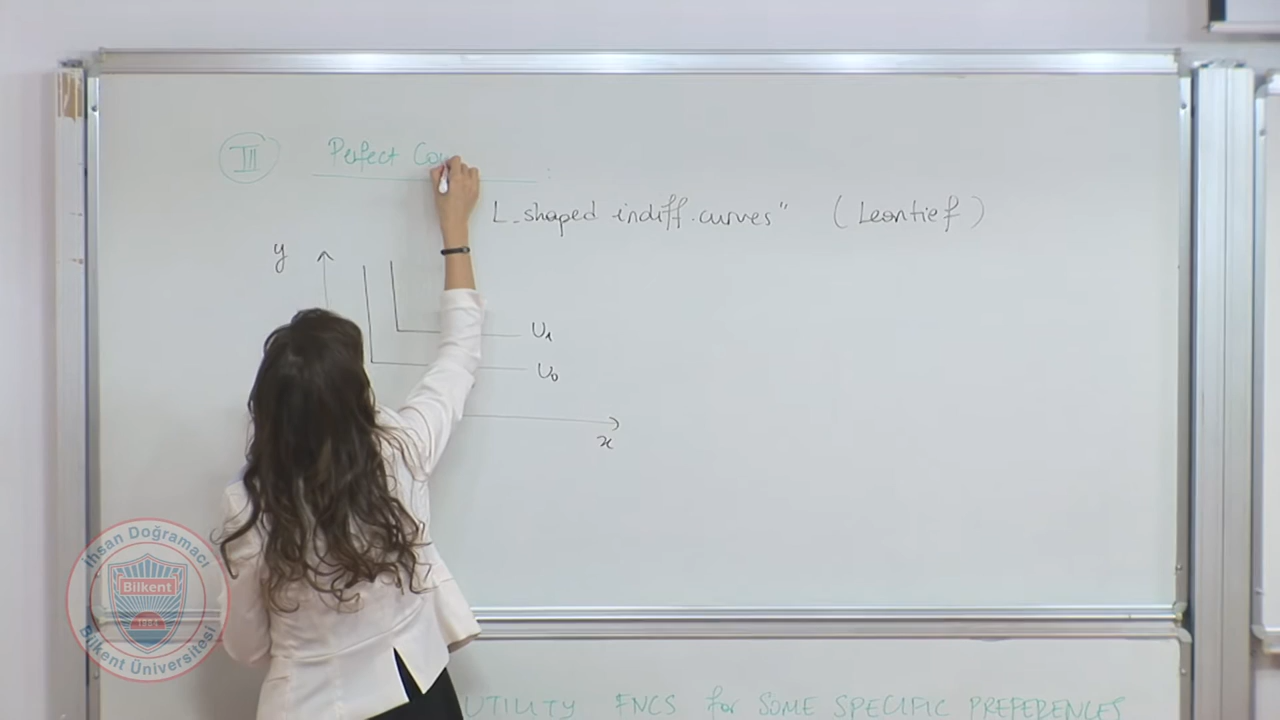 III Perfect Co
L-shaped indiff. curves" (Leontief)
y
U1
U0
x
UTILITY FNCS for SOME SPECIFIC PREFERENCES
İhsan Doğramacı
Bilkent
1984
Bilkent Üniversitesi